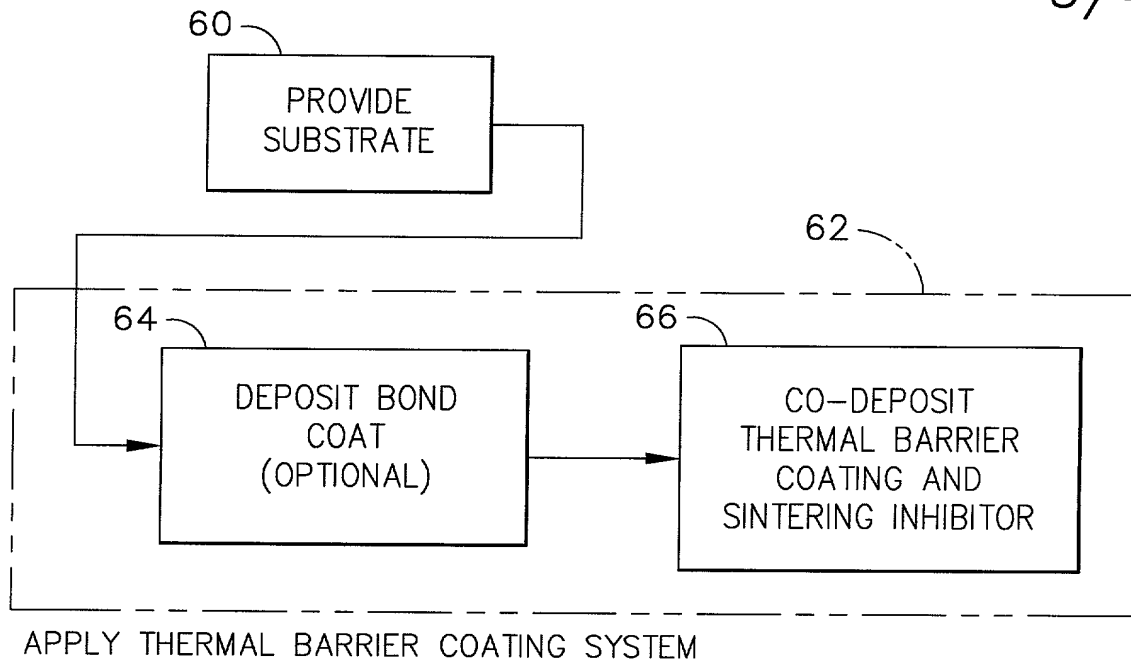 60
PROVIDE
SUBSTRATE
62
64
66
DEPOSIT BOND
COAT
(OPTIONAL)
CO-DEPOSIT
THERMAL BARRIER
COATING AND
SINTERING INHIBITOR
APPLY THERMAL BARRIER COATING SYSTEM